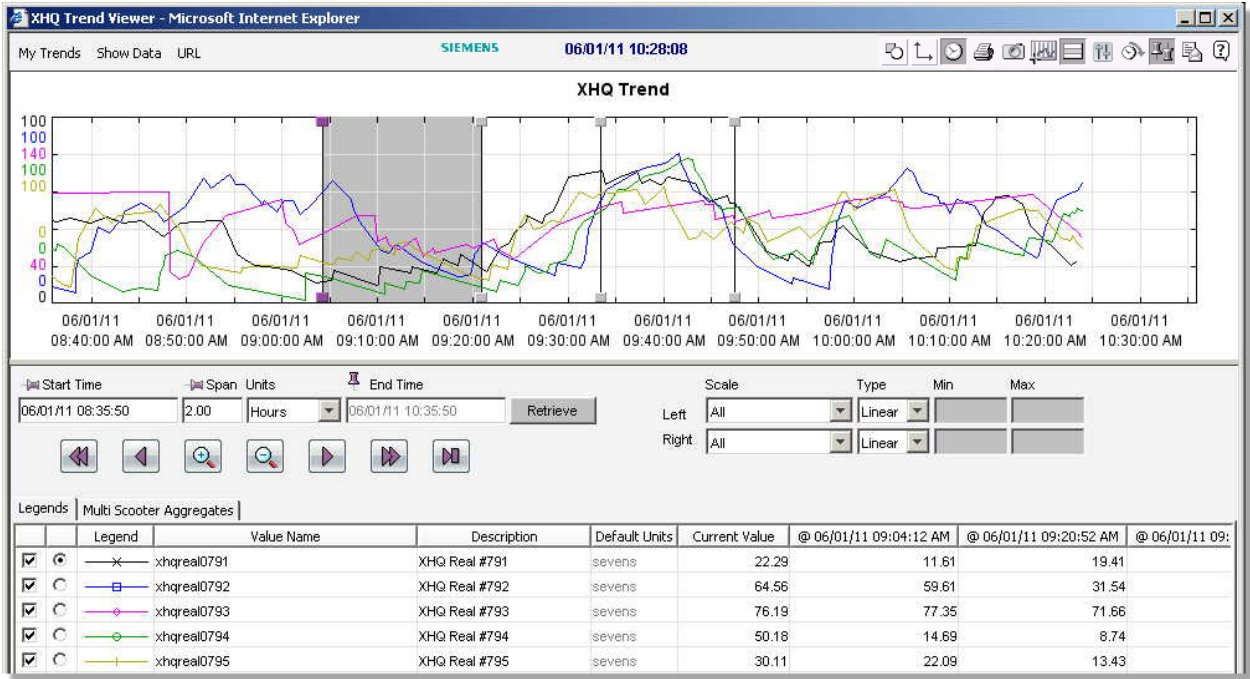 XHQ Trend Viewer - Microsoft Internet Explorer
My Trends Show Data URL SIEMENS 06/01/11 10:28:08
XHQ Trend
100
100
140
100
100
0
0
40
0
0
06/01/11 06/01/11 06/01/11 06/01/11 06/01/11 06/01/11 06/01/11 06/01/11 06/01/11 06/01/11 06/01/11 06/01/11
08:40:00 AM 08:50:00 AM 09:00:00 AM 09:10:00 AM 09:20:00 AM 09:30:00 AM 09:40:00 AM 09:50:00 AM 10:00:00 AM 10:10:00 AM 10:20:00 AM 10:30:00 AM
Start Time Span Units End Time Scale Type Min Max
06/01/11 08:35:50 2.00 Hours 06/01/11 10:35:50 Retrieve Left All Linear
Right All Linear
Legends Multi Scooter Aggregates
Legend Value Name Description Default Units Current Value @ 06/01/11 09:04:12 AM @ 06/01/11 09:20:52 AM @ 06/01/11 09:
xhqreal0791 XHQ Real #791 sevens 22.29 11.61 19.41
xhqreal0792 XHQ Real #792 sevens 64.56 59.61 31.54
xhqreal0793 XHQ Real #793 sevens 76.19 77.35 71.66
xhqreal0794 XHQ Real #794 sevens 50.18 14.69 8.74
xhqreal0795 XHQ Real #795 sevens 30.11 22.09 13.43